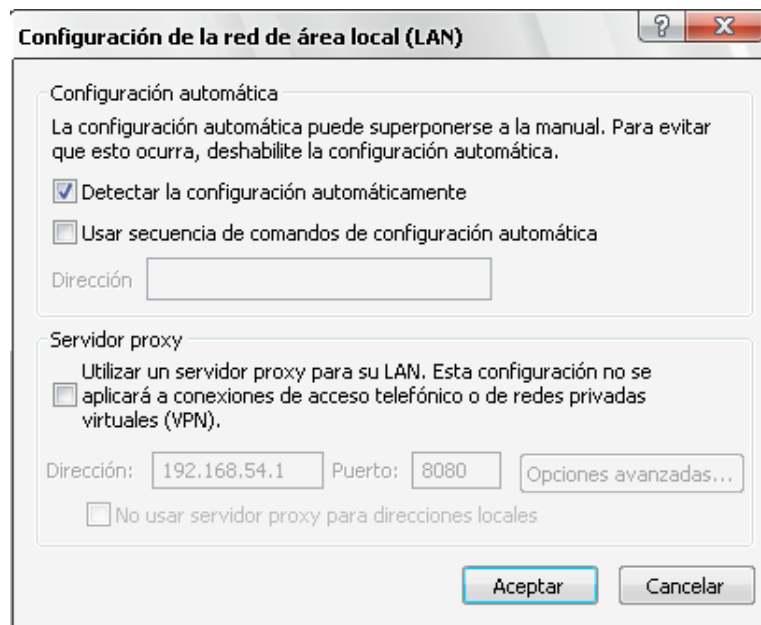 Configuración de la red de área local (LAN)
Configuración automática
La configuración automática puede superponerse a la manual. Para evitar
que esto ocurra, deshabilite la configuración automática.
Detectar la configuración automáticamente
Usar secuencia de comandos de configuración automática
Dirección
Servidor proxy
Utilizar un servidor proxy para su LAN. Esta configuración no se
aplicará a conexiones de acceso telefónico o de redes privadas
virtuales (VPN).
Dirección: 192.168.54.1 Puerto: 8080 Opciones avanzadas...
No usar servidor proxy para direcciones locales
Aceptar Cancelar